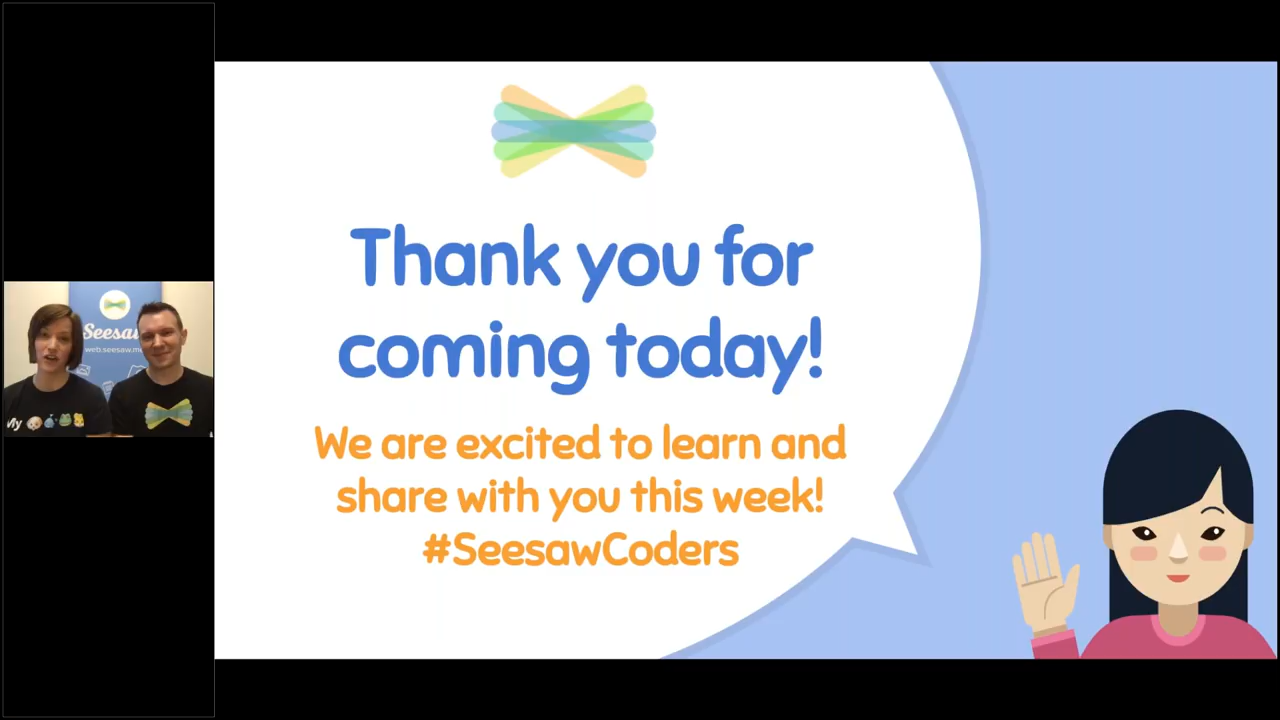 Thank you for
coming today!
We are excited to learn and
share with you this week!
#SeesawCoders
Seesaw
web.seesaw.me
My